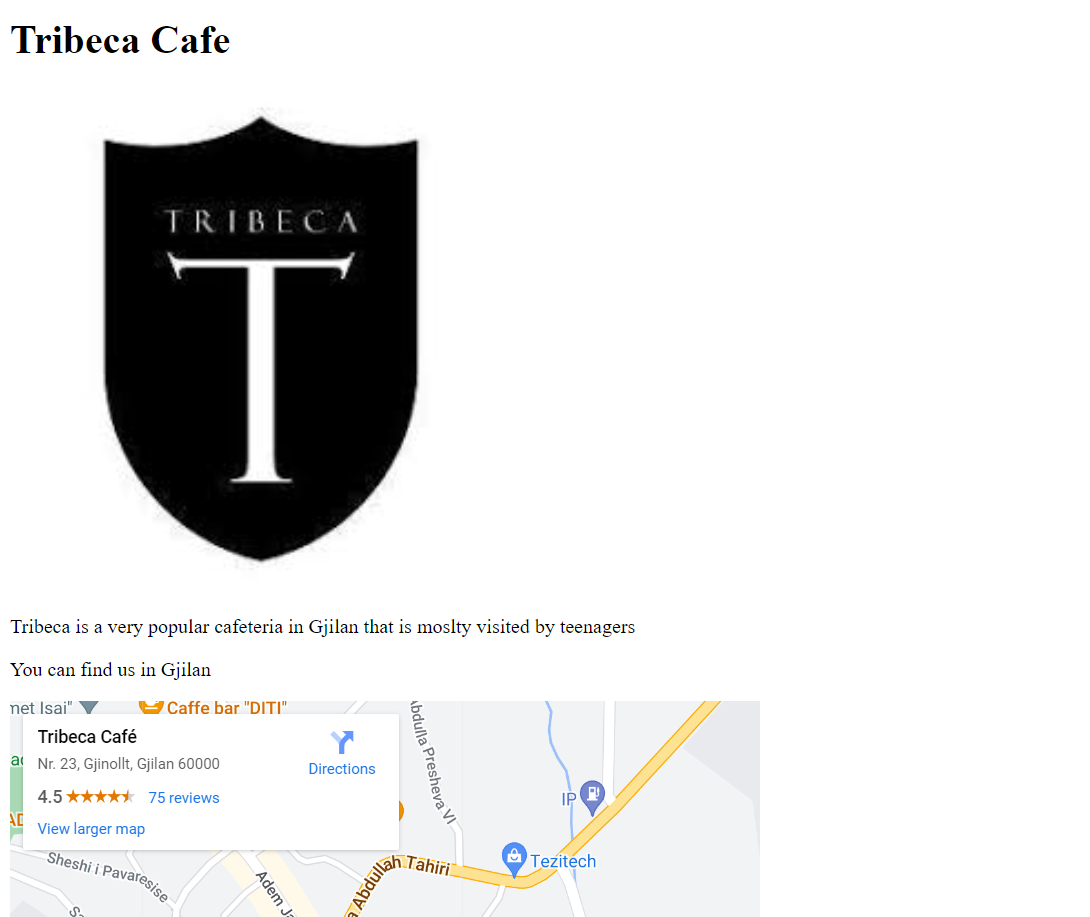 Tribeca Cafe
TRIBECA
T
Tribeca is a very popular cafeteria in Gjilan that is moslty visited by teenagers
You can find us in Gjilan
met Isai"
Caffe bar "DITI"
Tribeca Café
Nr. 23, Gjinollt, Gjilan 60000
Directions
4.5
75 reviews
View larger map
Abdulla Presheva VI
IP
Tezitech
Sheshi i Pavaresise
Abdullah Tahiri
Adem Ja